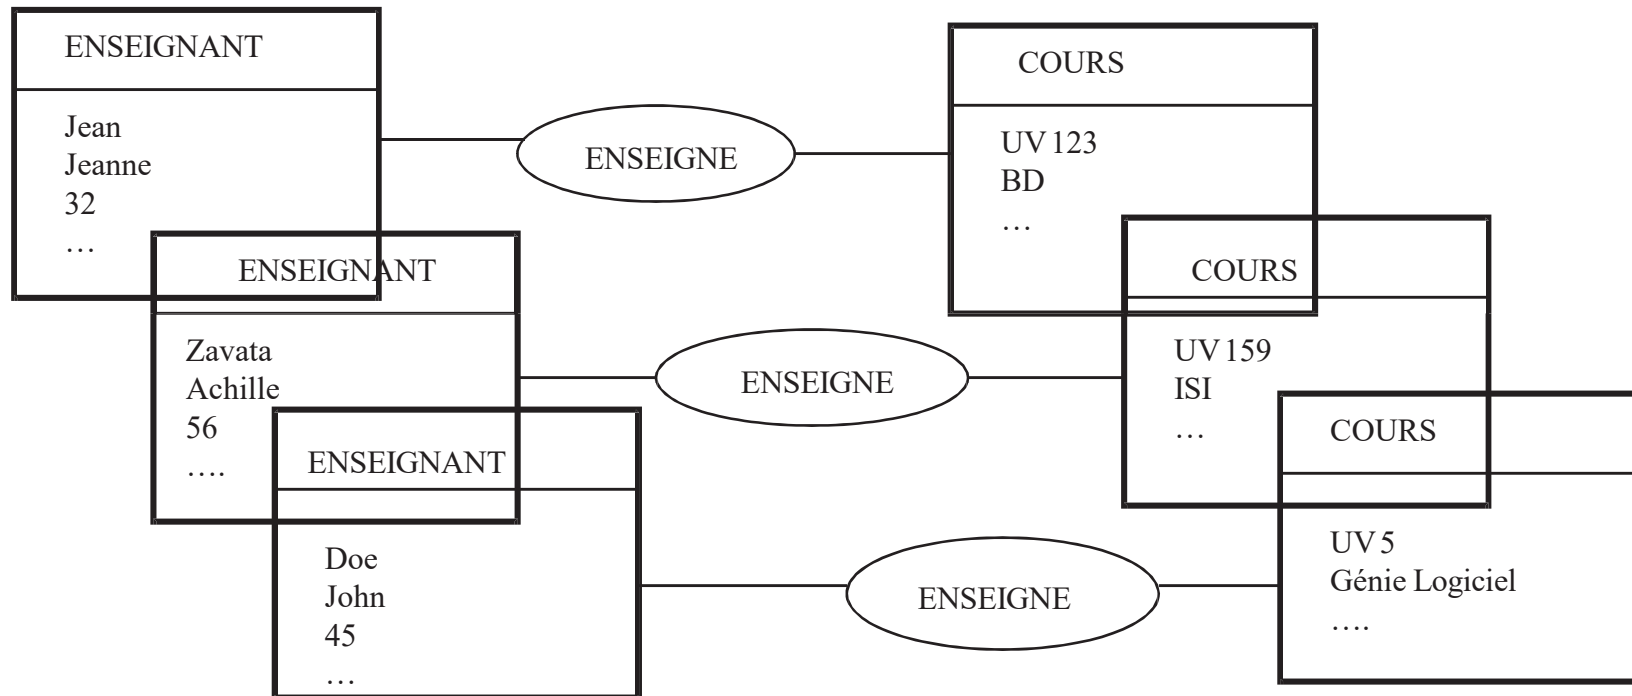 ENSEIGNANT
Jean
Jeanne
32
…
ENSEIGNE
COURS
UV 123
BD
…
ENSEIGNANT
Zavata
Achille
56
….
ENSEIGNE
COURS
UV 159
ISI
…
ENSEIGNANT
Doe
John
45
…
ENSEIGNE
COURS
UV 5
Génie Logiciel
….